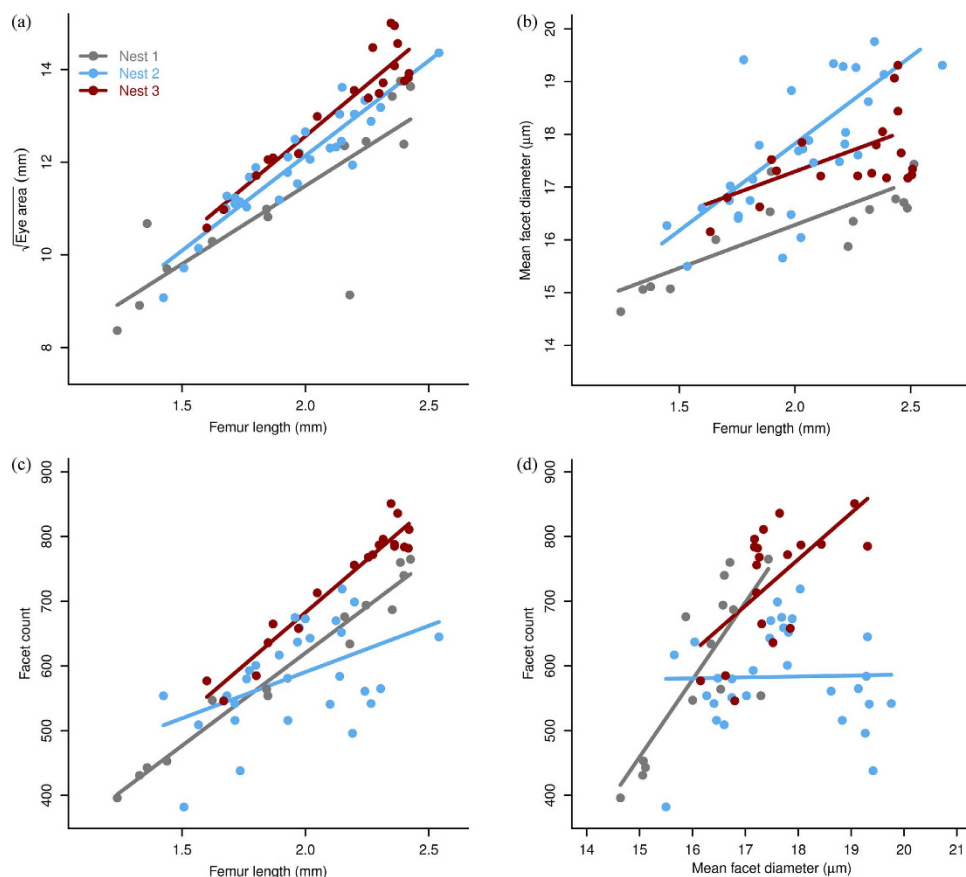 (a)
Nest 1
Nest 2
Nest 3
√Eye area (mm)
14
12
10
8
1.5 2.0 2.5
Femur length (mm)
(b)
Mean facet diameter (μm)
20
19
18
17
16
15
14
1.5 2.0 2.5
Femur length (mm)
(c)
Facet count
900
800
700
600
500
400
1.5 2.0 2.5
Femur length (mm)
(d)
Facet count
900
800
700
600
500
400
14 15 16 17 18 19 20 21
Mean facet diameter (μm)